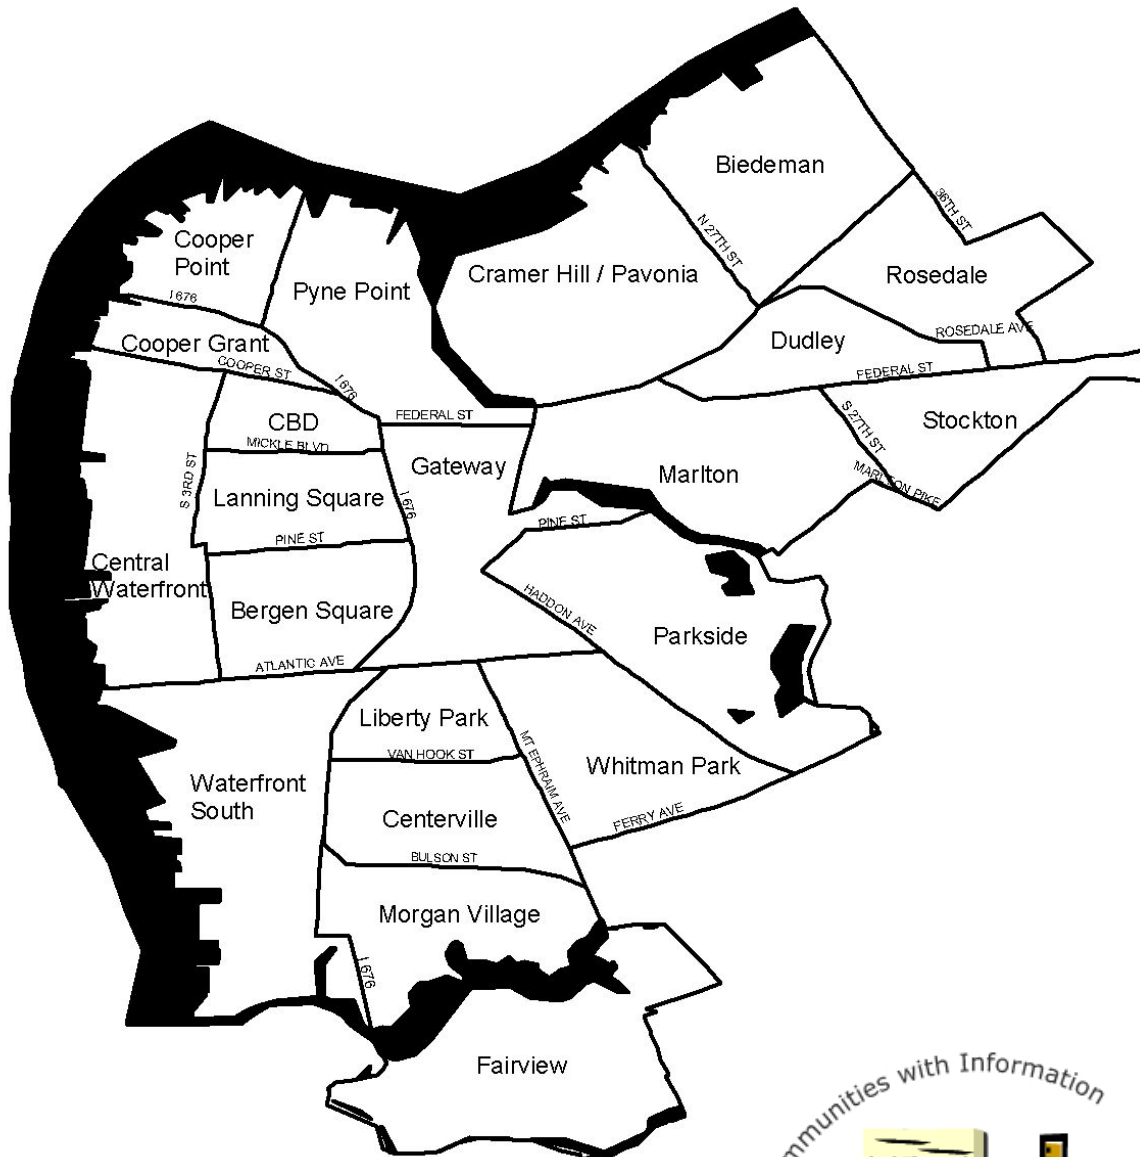 Biedeman
36TH ST
N 27TH ST
Cooper
Point
Cramer Hill / Pavonia
Rosedale
Pyne Point
I 676
ROSEDALE AVE
Dudley
Cooper Grant
COOPER ST
FEDERAL ST
I 676
FEDERAL ST
CBD
S 27TH ST
Stockton
MICKLE BLVD
Gateway
Marlton
MARLTON PIKE
S 3RD ST
Lanning Square
I 676
PINE ST
PINE ST
Central
Waterfront
HADDON AVE
Bergen Square
Parkside
ATLANTIC AVE
Liberty Park
VAN HOOK ST
MT EPHRAIM AVE
Whitman Park
Waterfront
South
Centerville
FERRY AVE
BULSON ST
Morgan Village
I 676
Fairview
with Information